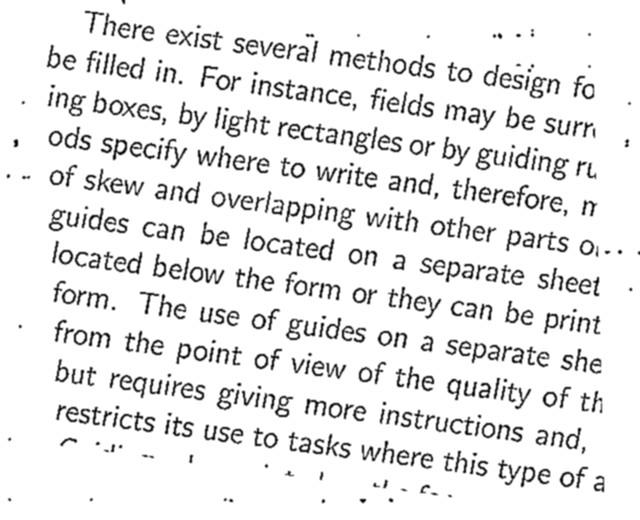 There exist several methods to design fo
be filled in. For instance, fields may be surr
ing boxes, by light rectangles or by guiding ru
ods specify where to write and, therefore, m
of skew and overlapping with other parts o
guides can be located on a separate sheet
located below the form or they can be print
form. The use of guides on a separate she
from the point of view of the quality of th
but requires giving more instructions and,
restricts its use to tasks where this type of a